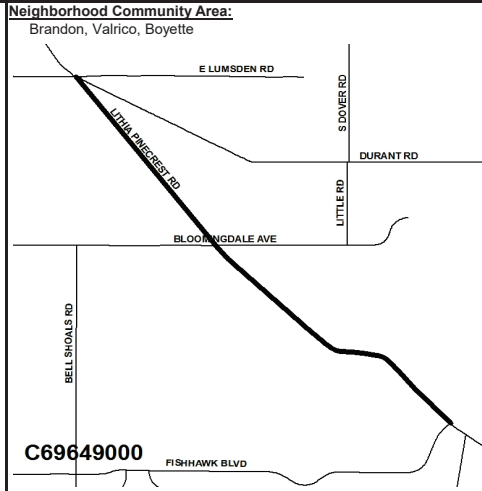 Neighborhood Community Area:
Brandon, Valrico, Boyette
E LUMSDEN RD
S DOVER RD
LITHIA PINECREST RD
DURANT RD
LITTLE RD
BLOOMINGDALE AVE
BELL SHOALS RD
C69649000
FISHHAWK BLVD